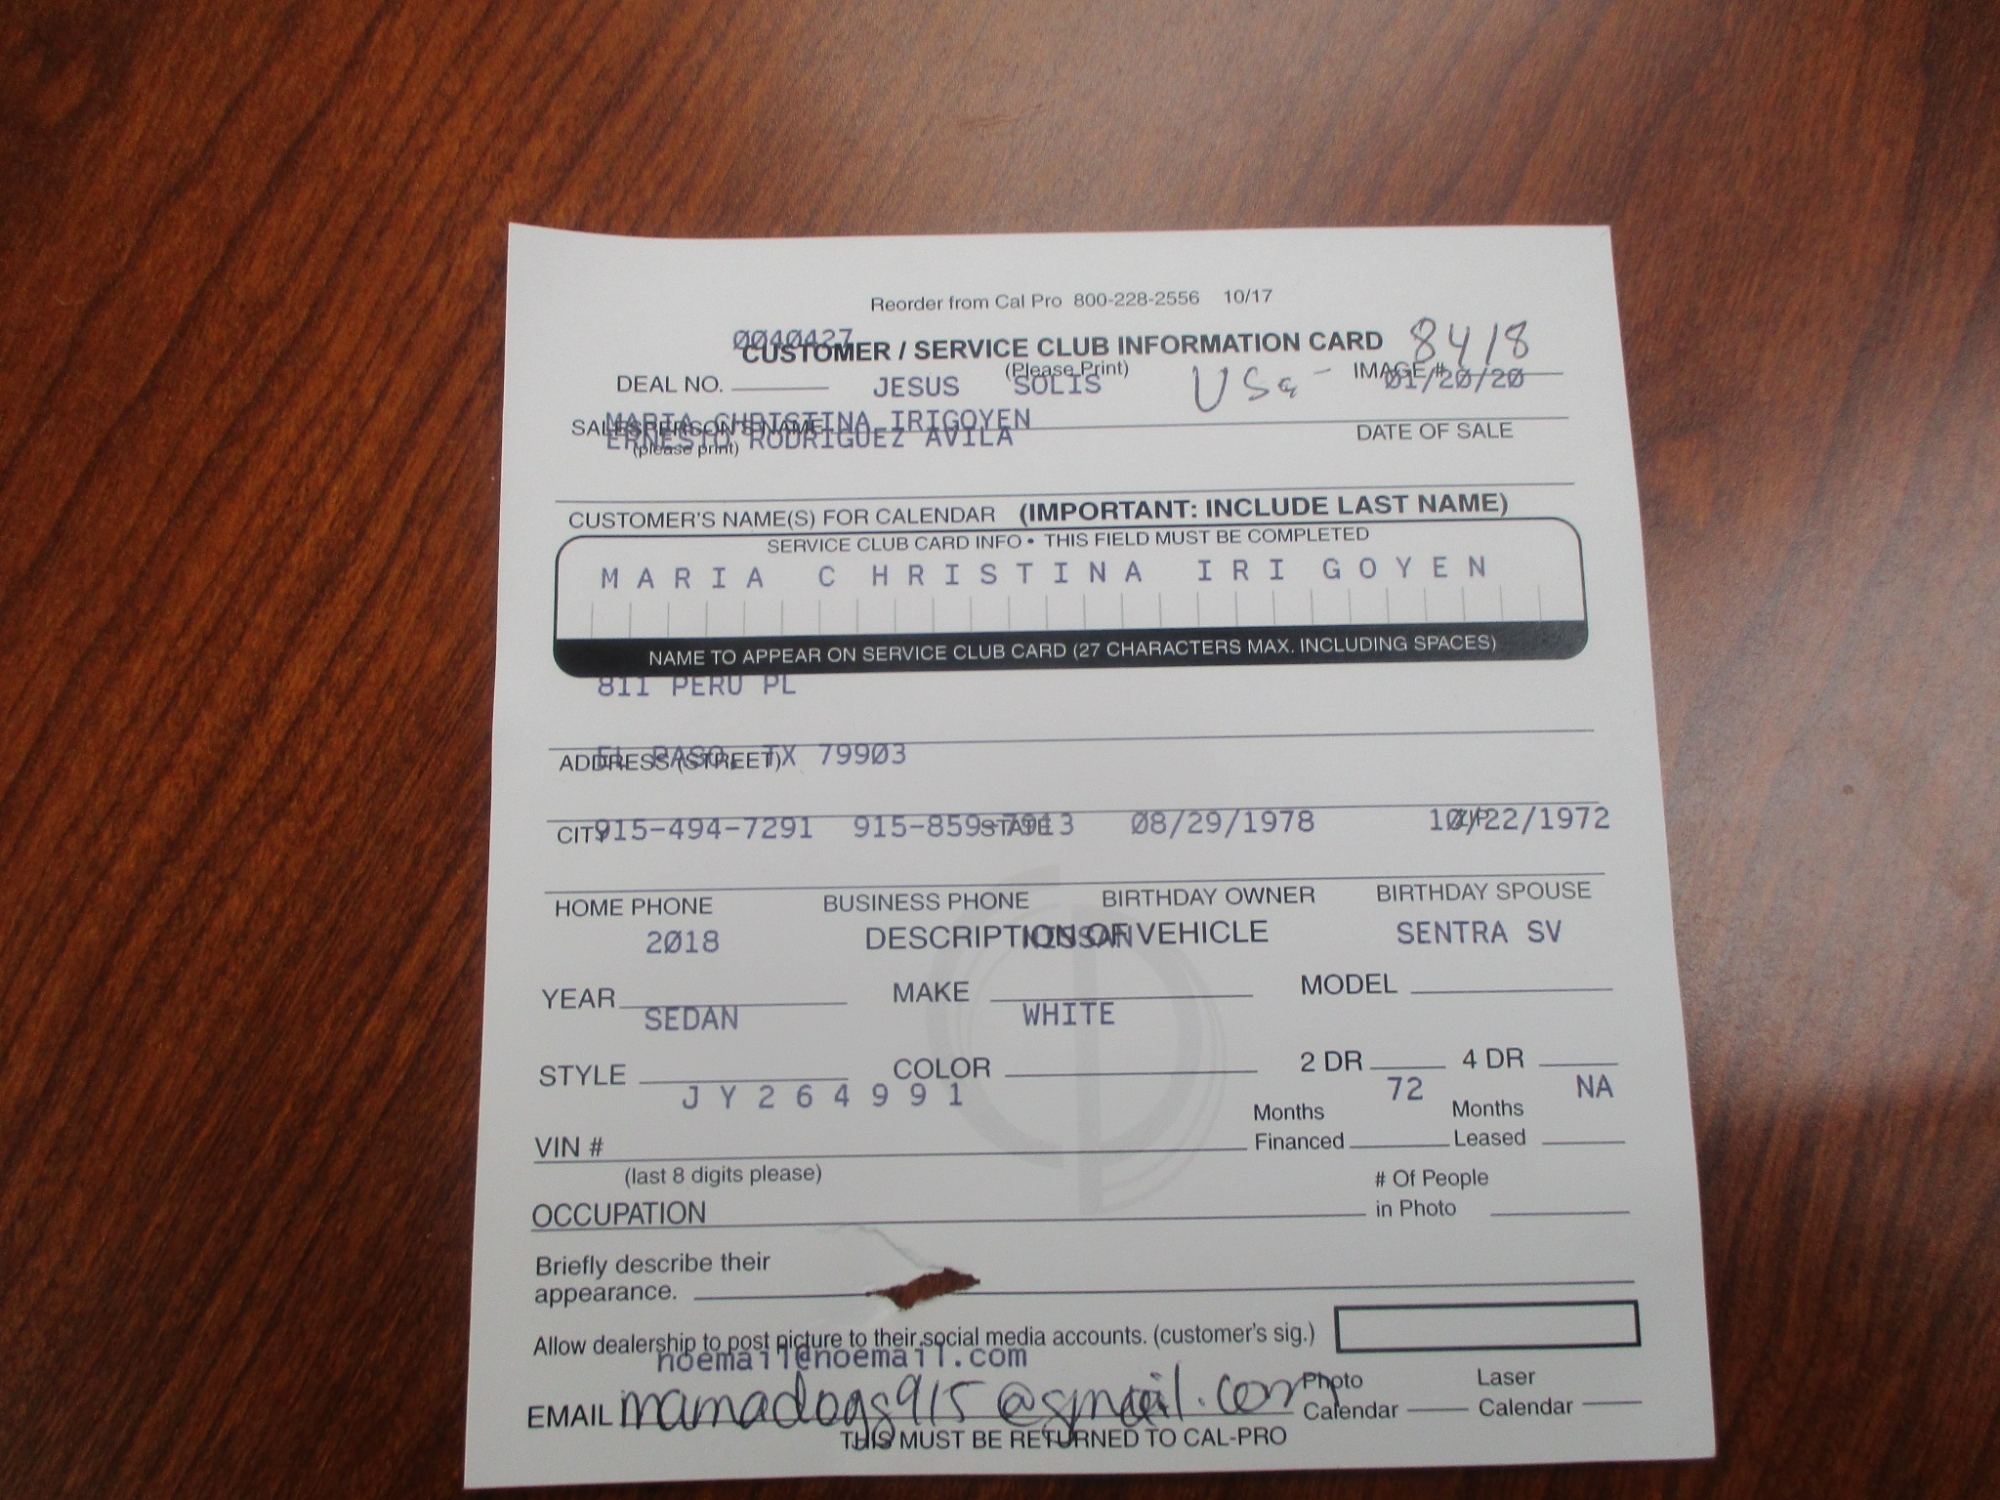 Reorder from Cal Pro 800-228-2556 10/17
0040427
CUSTOMER / SERVICE CLUB INFORMATION CARD 8418
(Please Print)
DEAL NO. JESUS SOLIS IMAGE # 01/20/20
MARIA CHRISTINA IRIGOYEN
SALESPERSON'S NAME DATE OF SALE
ERNESTO RODRIGUEZ AVILA
(please print)
CUSTOMER'S NAME(S) FOR CALENDAR (IMPORTANT: INCLUDE LAST NAME)
SERVICE CLUB CARD INFO • THIS FIELD MUST BE COMPLETED
MARIA CHRISTINA IRIGOYEN
NAME TO APPEAR ON SERVICE CLUB CARD (27 CHARACTERS MAX. INCLUDING SPACES)
811 PERU PL
EL PASO, TX 79903
ADDRESS (STREET)
915-494-7291 915-859-7913 08/29/1978 10/22/1972
CITY STATE ZIP
HOME PHONE BUSINESS PHONE BIRTHDAY OWNER BIRTHDAY SPOUSE
DESCRIPTION OF VEHICLE
2018 NISSAN SENTRA SV
YEAR MAKE MODEL
SEDAN WHITE
STYLE COLOR 2 DR 4 DR
JY264991 72 NA
VIN # Months Financed Months Leased
(last 8 digits please)
OCCUPATION # Of People in Photo
Briefly describe their
appearance.
Allow dealership to post picture to their social media accounts. (customer's sig.)
noemail@noemail.com
EMAIL mamadogs915@gmail.com Photo Calendar Laser Calendar
THIS MUST BE RETURNED TO CAL-PRO